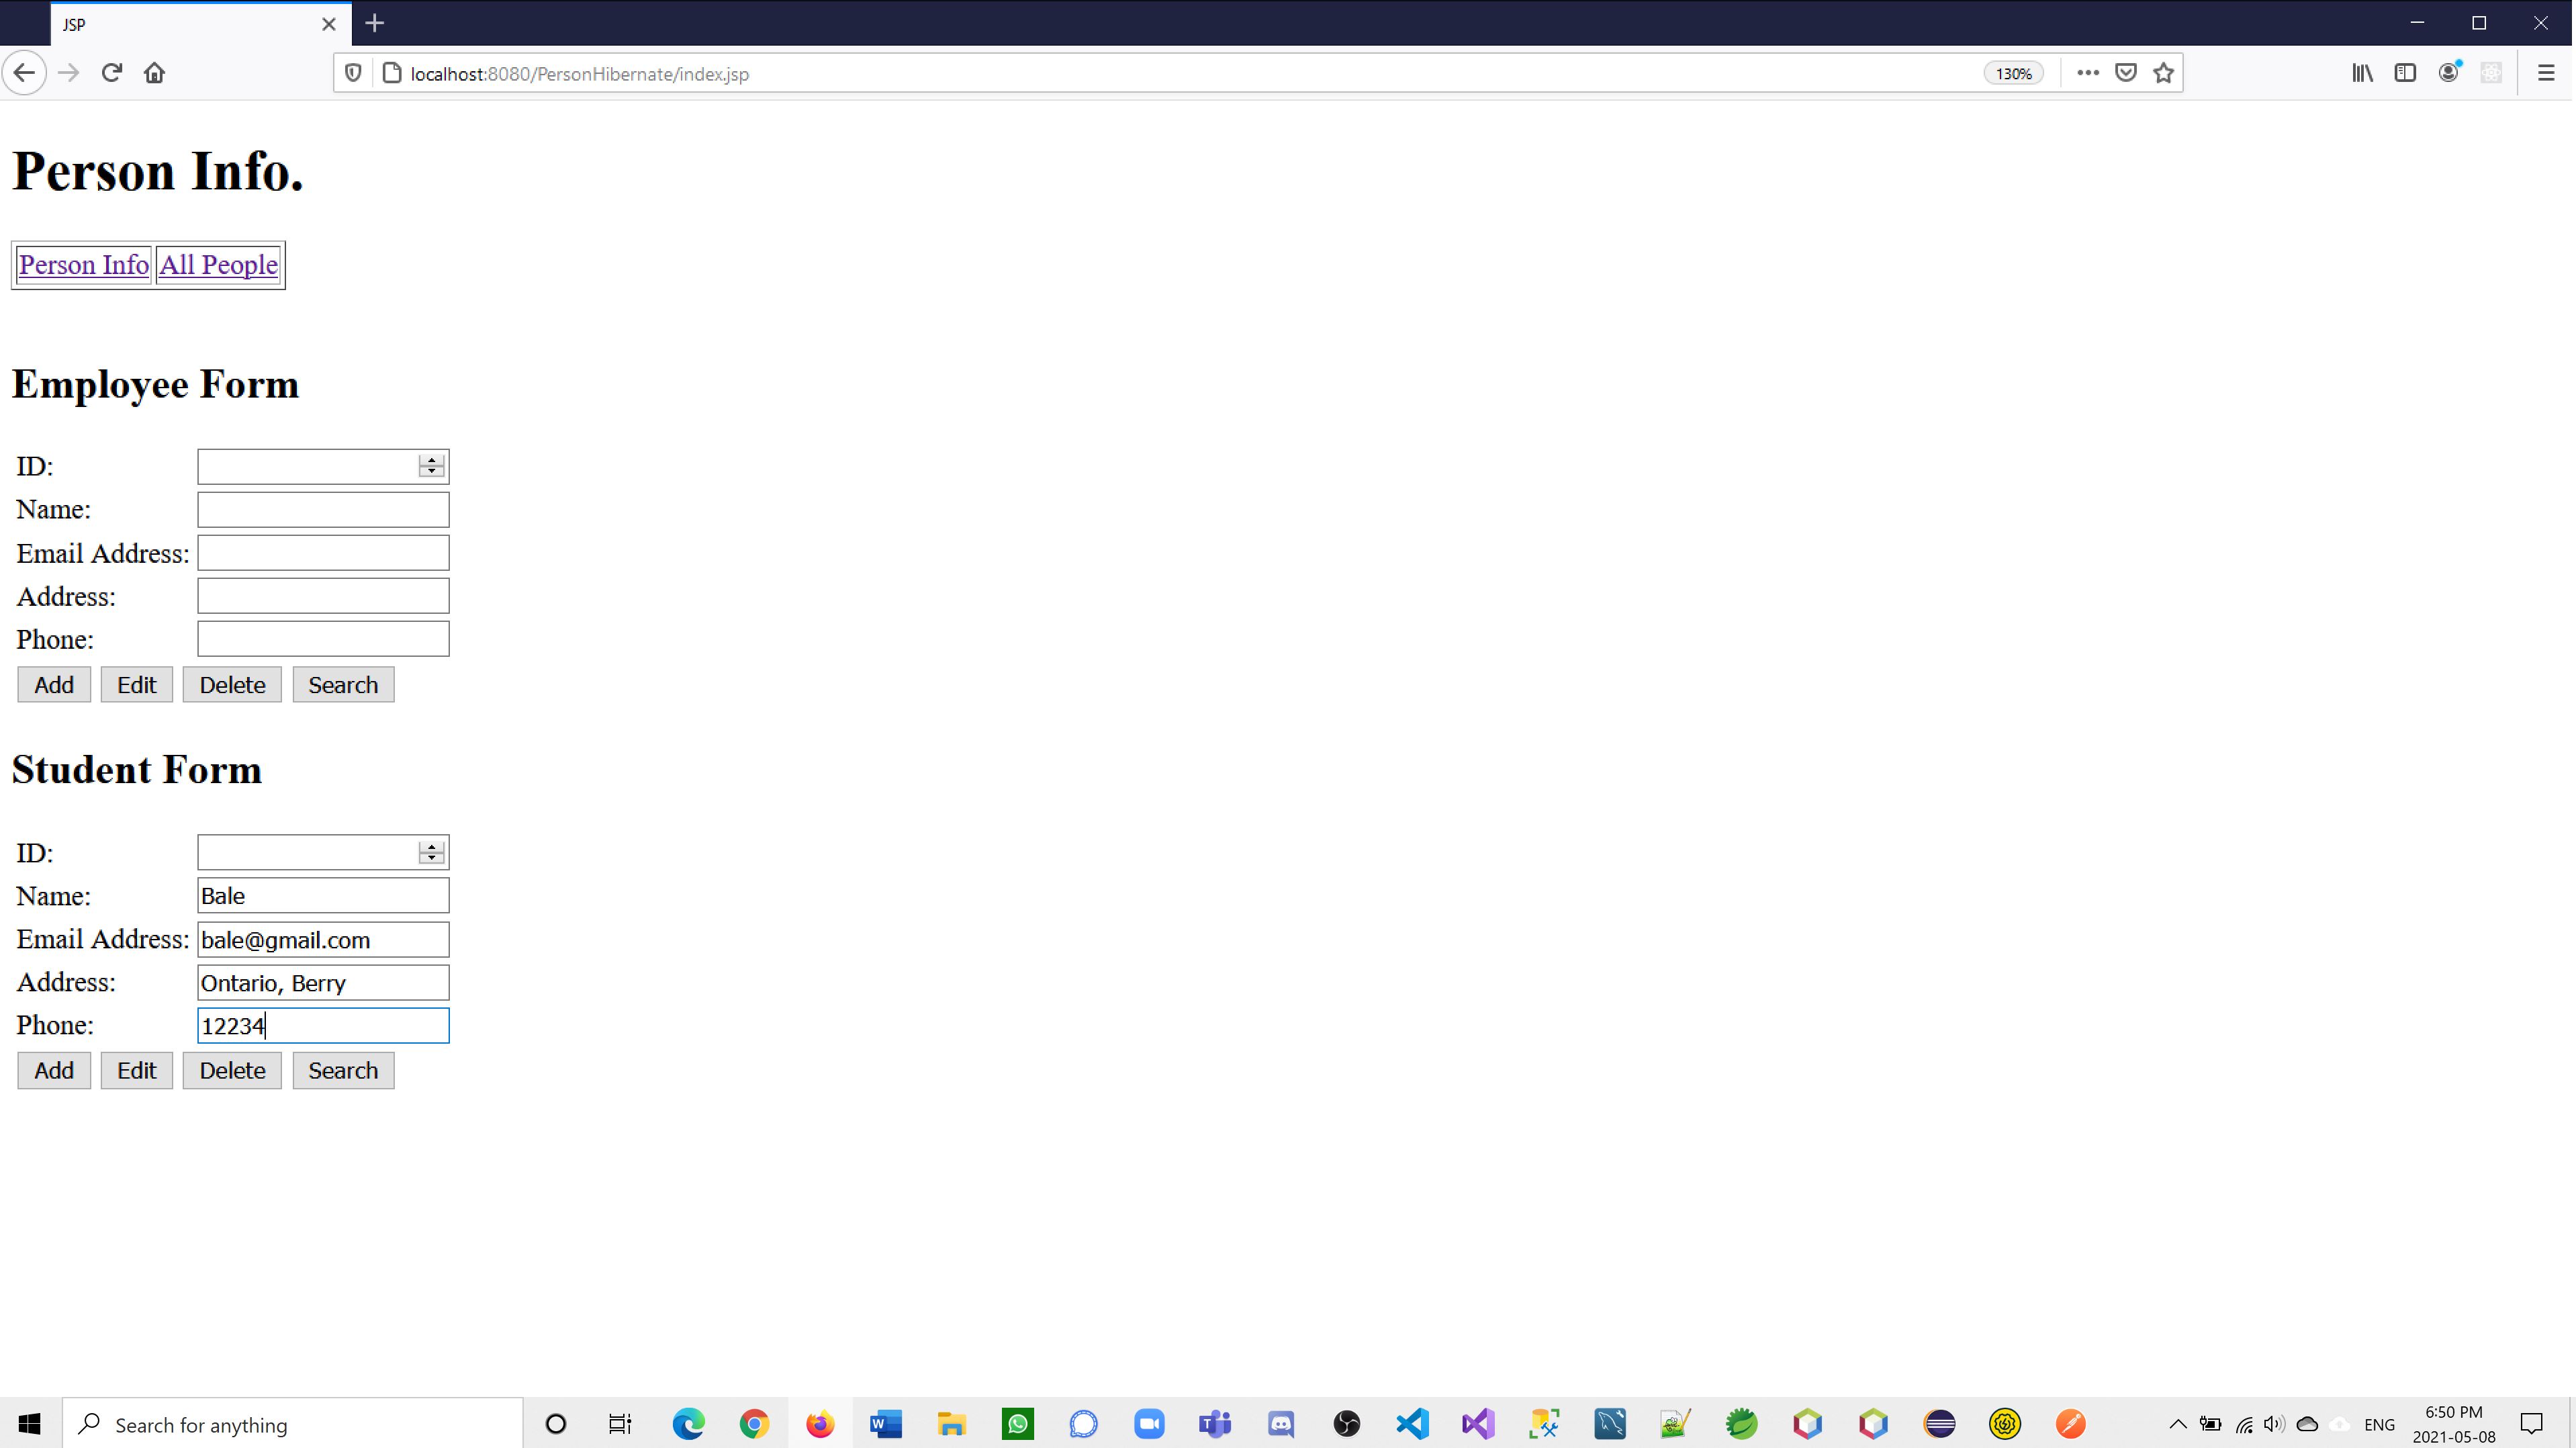 JSP
localhost:8080/PersonHibernate/index.jsp
130%
Person Info.
Person Info All People
Employee Form
ID:
Name:
Email Address:
Address:
Phone:
Add Edit Delete Search
Student Form
ID:
Name: Bale
Email Address: bale@gmail.com
Address: Ontario, Berry
Phone: 12234
Add Edit Delete Search
Search for anything
ENG
6:50 PM
2021-05-08